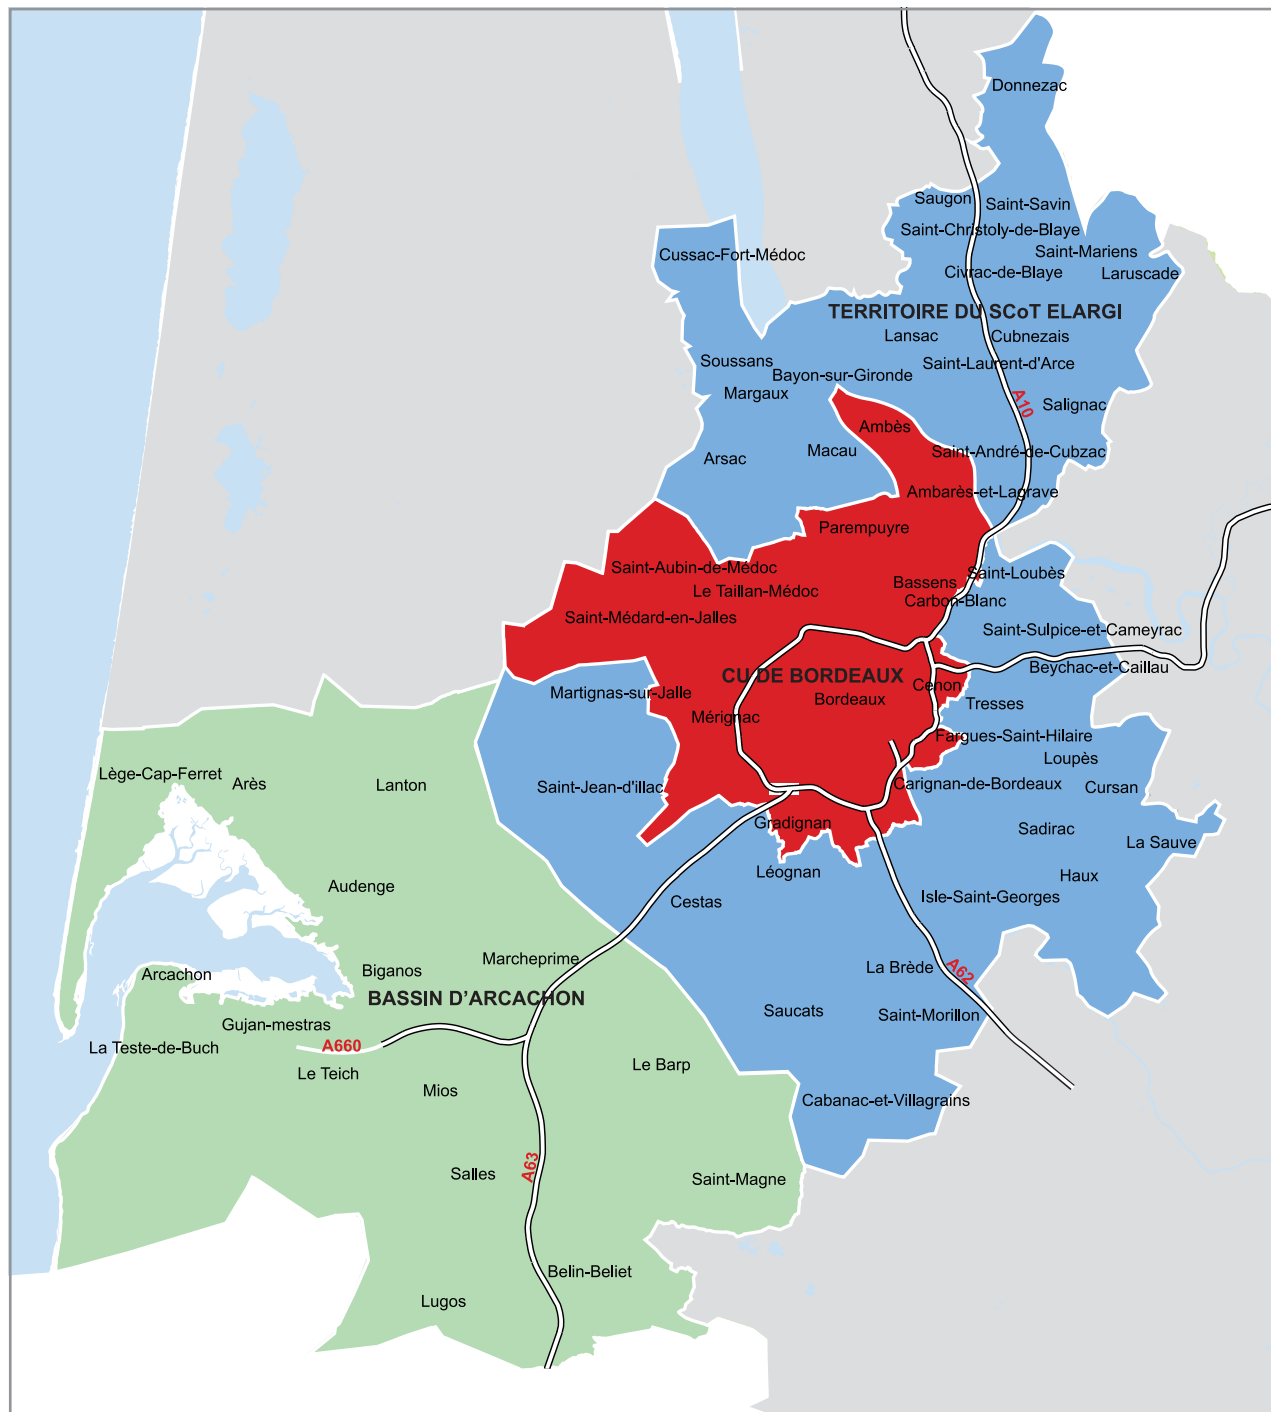 Donnezac
Saugon
Saint-Savin
Saint-Christoly-de-Blaye
Saint-Mariens
Cussac-Fort-Médoc
Civrac-de-Blaye
Laruscade
TERRITOIRE DU SCoT ELARGI
Lansac
Cubnezais
Soussans
Saint-Laurent-d'Arce
Bayon-sur-Gironde
Margaux
A10
Salignac
Ambès
Macau
Saint-André-de-Cubzac
Arsac
Ambarès-et-Lagrave
Parempuyre
Saint-Aubin-de-Médoc
Saint-Loubès
Bassens
Le Taillan-Médoc
Carbon-Blanc
Saint-Médard-en-Jalles
Saint-Sulpice-et-Cameyrac
Beychac-et-Caillau
CU DE BORDEAUX
Cenon
Martignas-sur-Jalle
Bordeaux
Tresses
Mérignac
Fargues-Saint-Hilaire
Loupès
Lège-Cap-Ferret
Arès
Lanton
Saint-Jean-d'illac
Carignan-de-Bordeaux
Cursan
Gradignan
Sadirac
La Sauve
Léognan
Haux
Audenge
Isle-Saint-Georges
Cestas
Marcheprime
La Brède
A62
Arcachon
Biganos
BASSIN D'ARCACHON
Saucats
Saint-Morillon
Gujan-mestras
La Teste-de-Buch
A660
Le Teich
Le Barp
Mios
Cabanac-et-Villagrains
A63
Salles
Saint-Magne
Belin-Beliet
Lugos